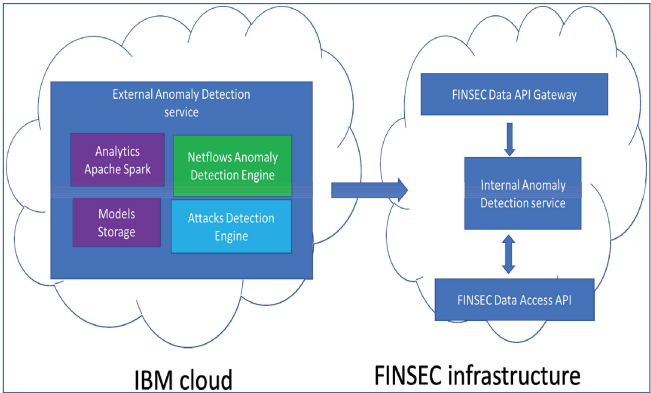 External Anomaly Detection
service
Analytics
Apache Spark
Netflows Anomaly
Detection Engine
Models
Storage
Attacks Detection
Engine
IBM cloud
FINSEC Data API Gateway
Internal Anomaly
Detection service
FINSEC Data Access API
FINSEC infrastructure